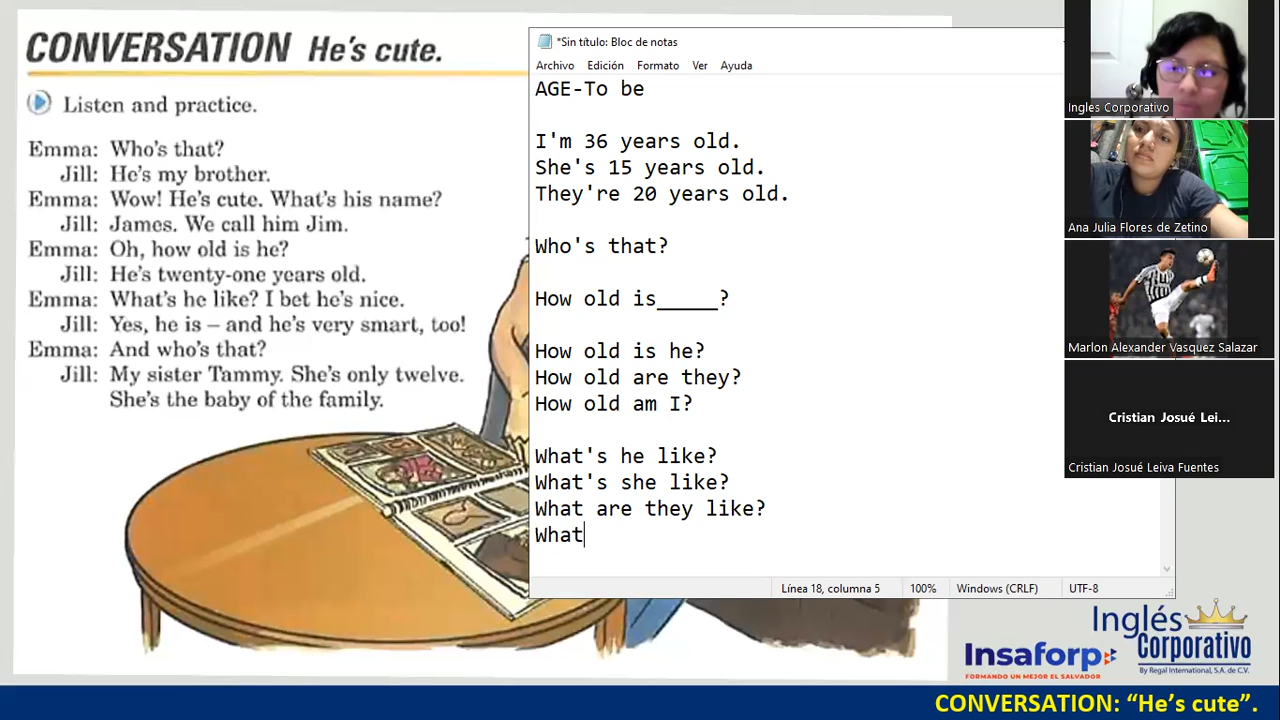 CONVERSATION He's cute.
Listen and practice.
Emma: Who's that?
Jill: He's my brother.
Emma: Wow! He's cute. What's his name?
Jill: James. We call him Jim.
Emma: Oh, how old is he?
Jill: He's twenty-one years old.
Emma: What's he like? I bet he's nice.
Jill: Yes, he is – and he's very smart, too!
Emma: And who's that?
Jill: My sister Tammy. She's only twelve.
She's the baby of the family.
*Sin título: Bloc de notas
Archivo Edición Formato Ver Ayuda
AGE-To be
I'm 36 years old.
She's 15 years old.
They're 20 years old.
Who's that?
How old is_____?
How old is he?
How old are they?
How old am I?
What's he like?
What's she like?
What are they like?
What
Línea 18, columna 5 100% Windows (CRLF) UTF-8
Ingles Corporativo
Ana Julia Flores de Zetino
Marlon Alexander Vasquez Salazar
Cristian Josué Lei...
Cristian Josué Leiva Fuentes
Insaforp
FORMANDO UN MEJOR EL SALVADOR
Inglés
Corporativo
By Regal International, S.A. de C.V.
CONVERSATION: “He's cute”.